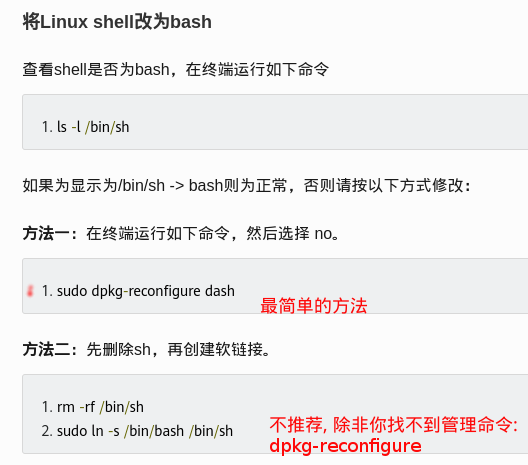 将Linux shell改为bash
查看shell是否为bash，在终端运行如下命令
1. ls -l /bin/sh
如果为显示为/bin/sh -> bash则为正常，否则请按以下方式修改：
方法一：在终端运行如下命令，然后选择 no。
1. sudo dpkg-reconfigure dash
最简单的方法
方法二：先删除sh，再创建软链接。
1. rm -rf /bin/sh
2. sudo ln -s /bin/bash /bin/sh
不推荐, 除非你找不到管理命令:
dpkg-reconfigure